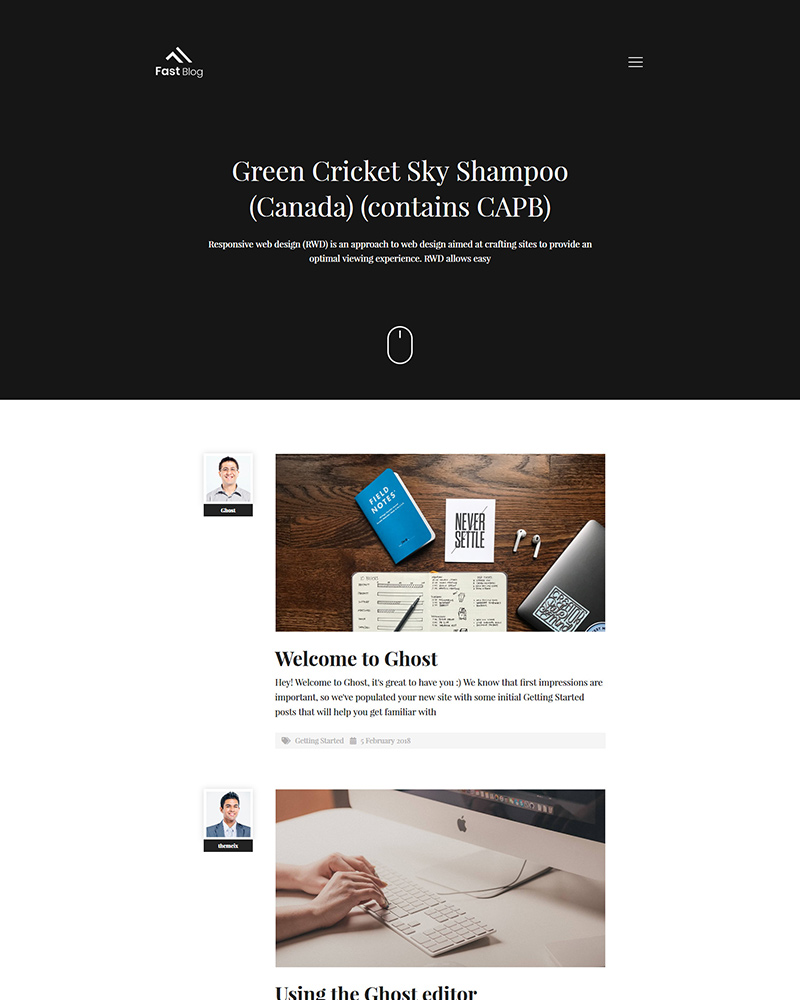 Fast Blog
Green Cricket Sky Shampoo
(Canada) (contains CAPB)
Responsive web design (RWD) is an approach to web design aimed at crafting sites to provide an
optimal viewing experience. RWD allows easy
Ghost
FIELD
NOTES
NEVER
SETTLE
Welcome to Ghost
Hey! Welcome to Ghost, it's great to have you :) We know that first impressions are
important, so we've populated your new site with some initial Getting Started
posts that will help you get familiar with
Getting Started 5 February 2018
themeix
Using the Ghost editor